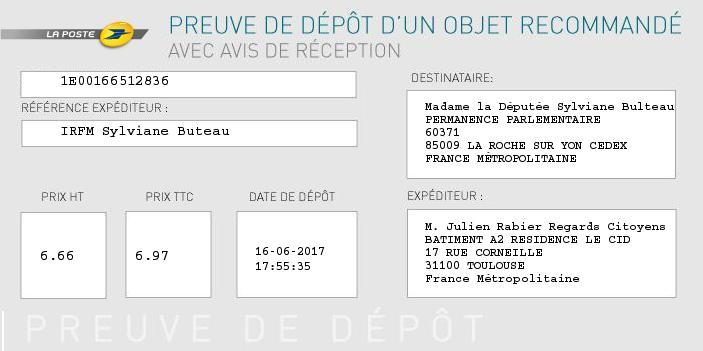 LA POSTE
PREUVE DE DÉPÔT D'UN OBJET RECOMMANDÉ
AVEC AVIS DE RÉCEPTION
1E00166512836
RÉFÉRENCE EXPÉDITEUR :
IRFM Sylviane Buteau
DESTINATAIRE:
Madame la Députée Sylviane Bulteau
PERMANENCE PARLEMENTAIRE
60371
85009 LA ROCHE SUR YON CEDEX
FRANCE MÉTROPOLITAINE
PRIX HT
6.66
PRIX TTC
6.97
DATE DE DÉPÔT
16-06-2017
17:55:35
EXPÉDITEUR :
M. Julien Rabier Regards Citoyens
BATIMENT A2 RESIDENCE LE CID
17 RUE CORNEILLE
31100 TOULOUSE
France Métropolitaine
PREUVE DE DÉPÔT